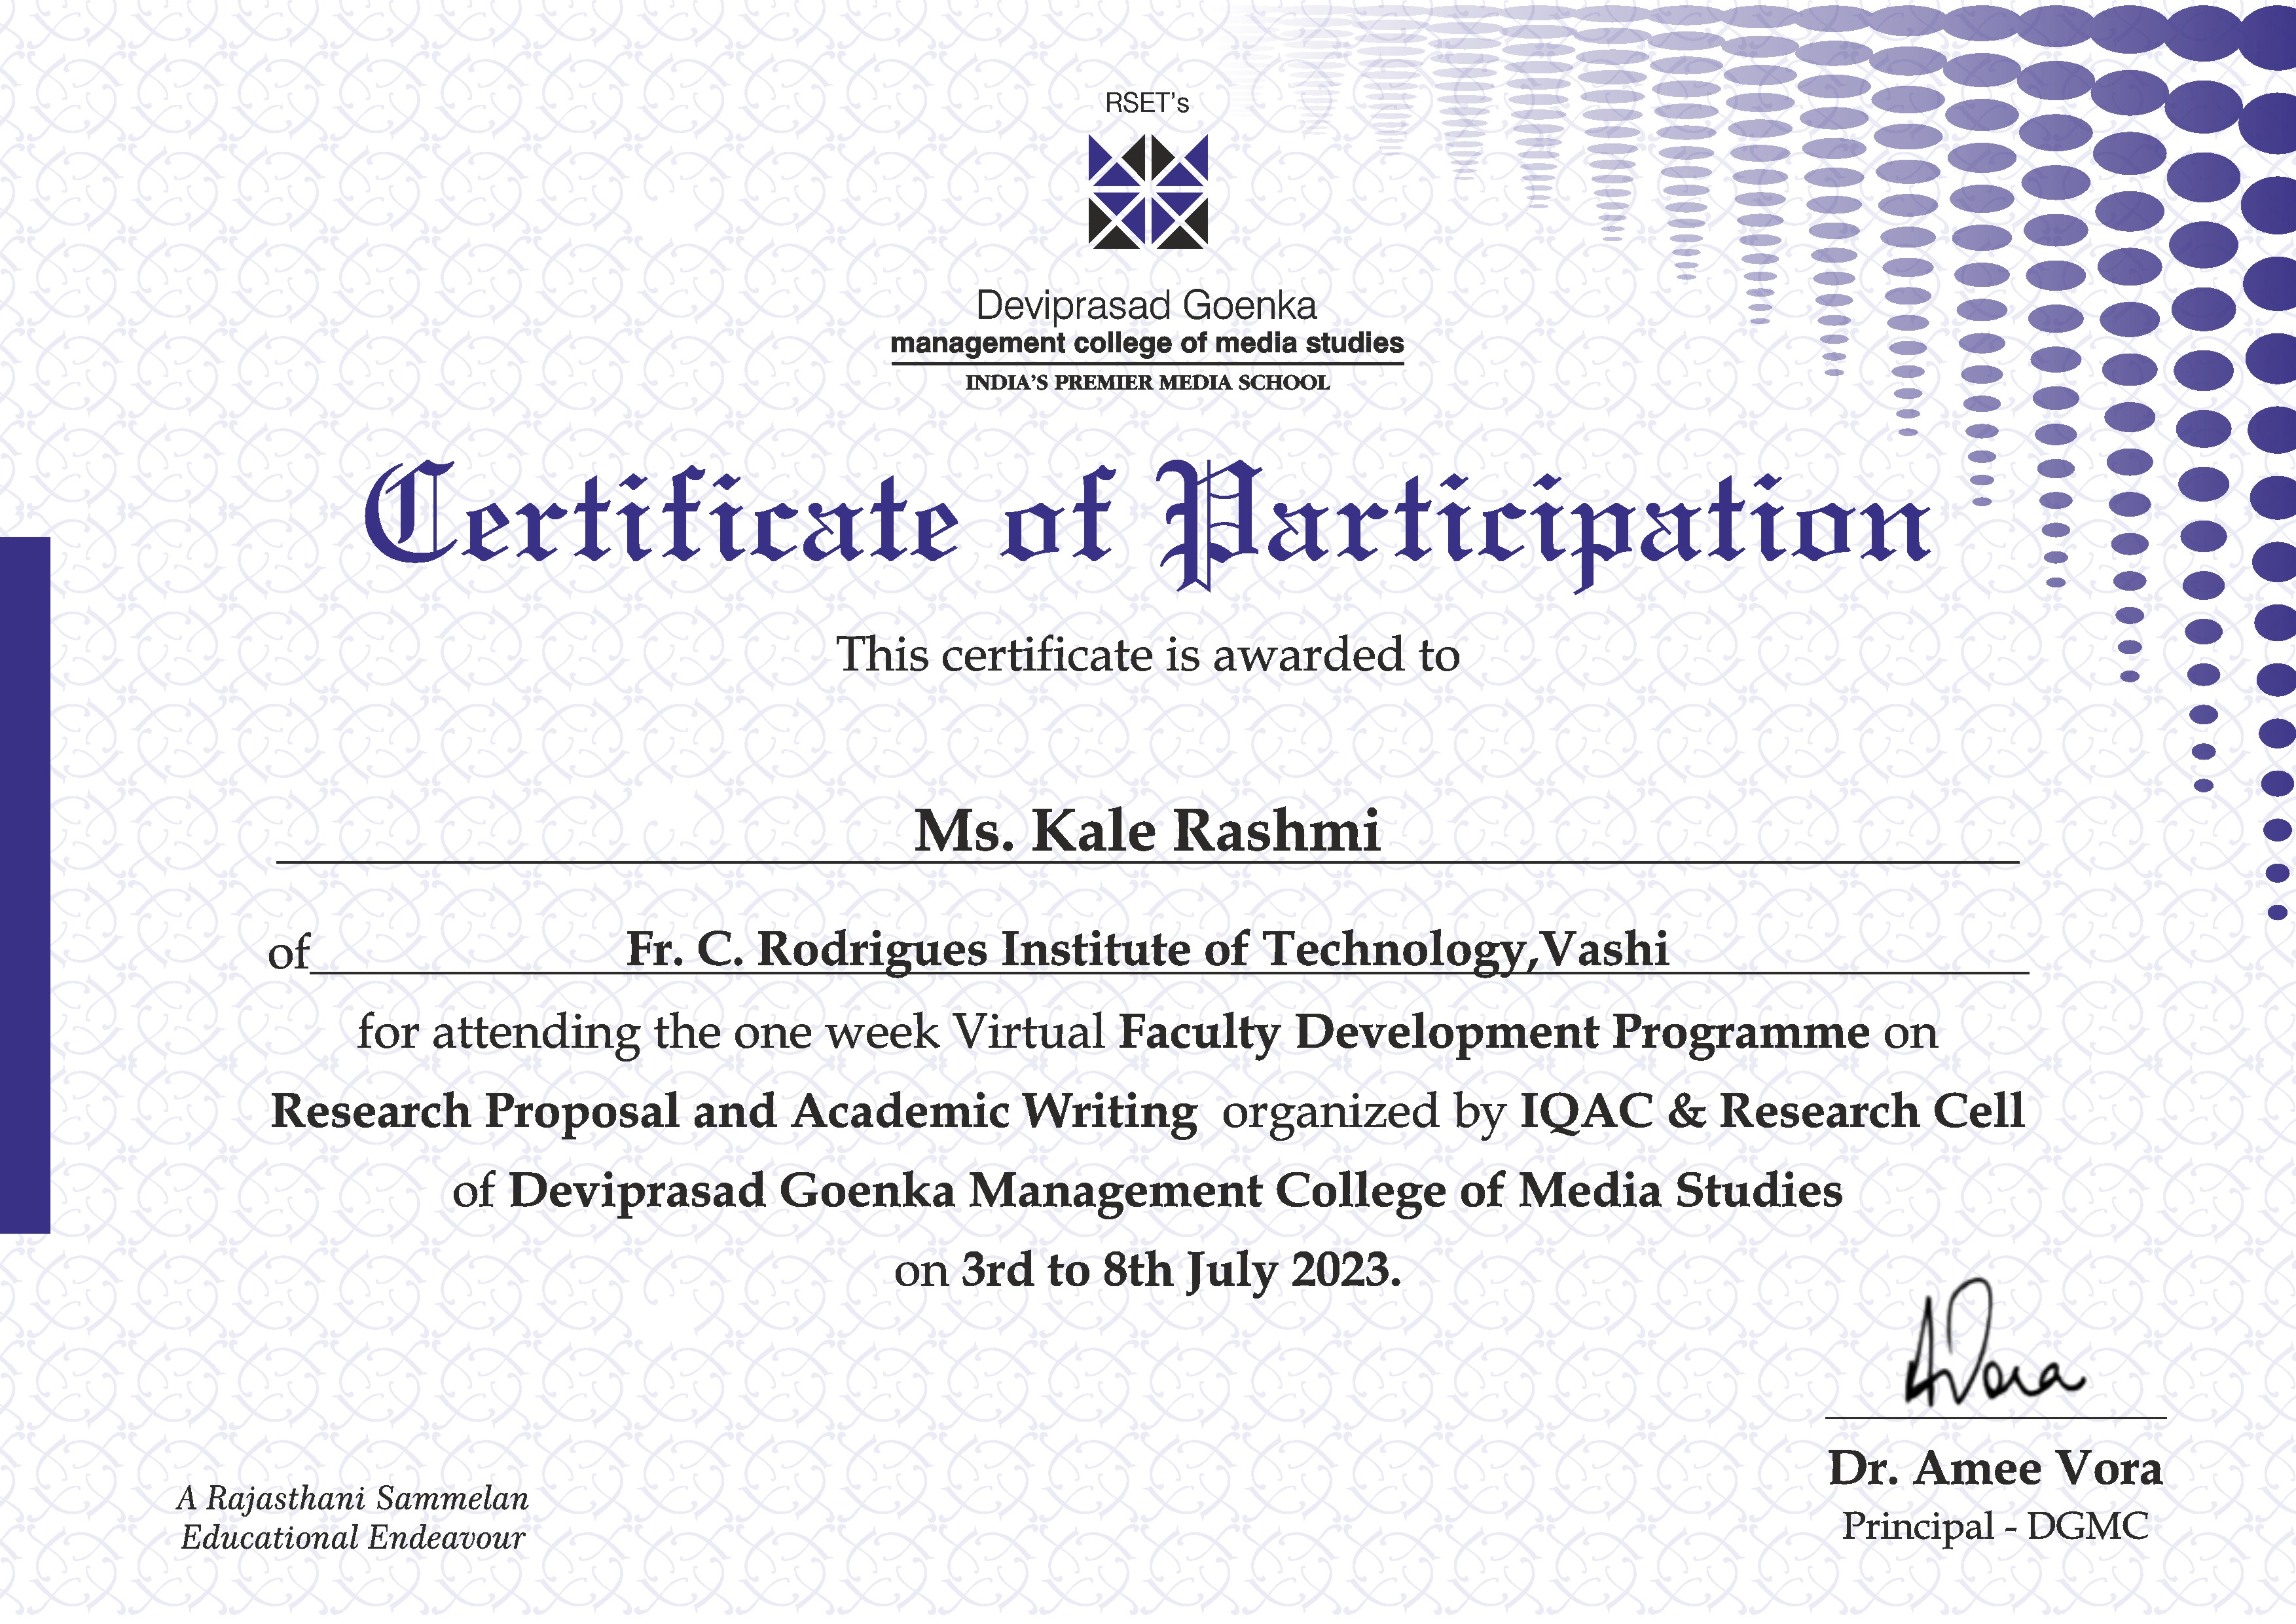 RSET's
Deviprasad Goenka
management college of media studies
INDIA'S PREMIER MEDIA SCHOOL
Certificate of Participation
This certificate is awarded to
Ms. Kale Rashmi
of Fr. C. Rodrigues Institute of Technology,Vashi
for attending the one week Virtual Faculty Development Programme on
Research Proposal and Academic Writing organized by IQAC & Research Cell
of Deviprasad Goenka Management College of Media Studies
on 3rd to 8th July 2023.
AVora
Dr. Amee Vora
Principal - DGMC
A Rajasthani Sammelan
Educational Endeavour